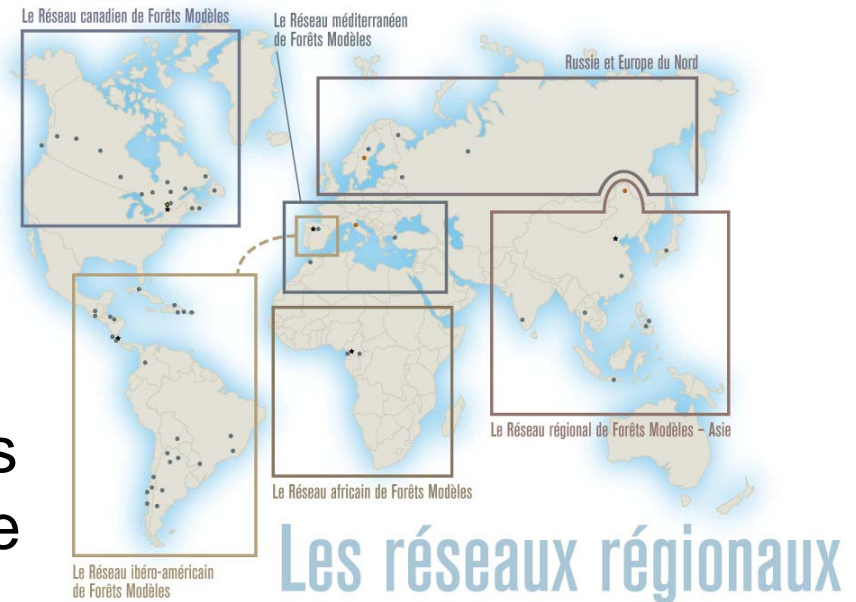 Le Réseau canadien de Forêts Modèles
Le Réseau méditerranéen
de Forêts Modèles
Russie et Europe du Nord
Le Réseau régional de Forêts Modèles – Asie
Le Réseau africain de Forêts Modèles
s
e
Les réseaux régionaux
Le Réseau ibéro-américain
de Forêts Modèles